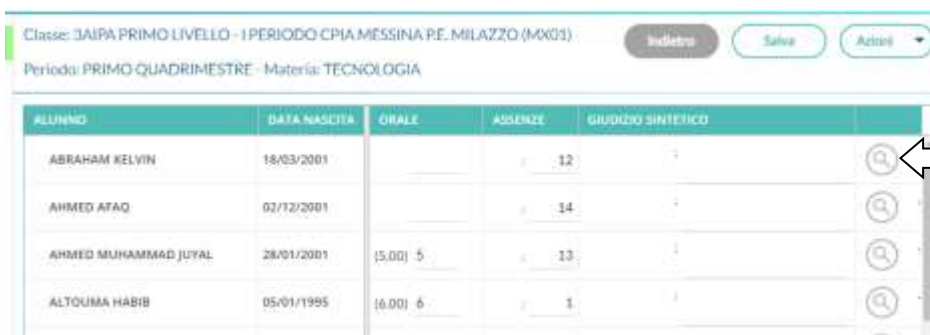 Classe: 3AIPA PRIMO LIVELLO - I PERIODO CPIA MESSINA P.E. MILAZZO (MX01)
Indietro Salva Azioni
Periodo: PRIMO QUADRIMESTRE - Materia: TECNOLOGIA
ALUNNO DATA NASCITA ORALE ASSENZE GIUDIZIO SINTETICO
ABRAHAM KELVIN 18/03/2001 12
AHMED AFAQ 02/12/2001 14
AHMED MUHAMMAD JUYAL 28/01/2001 (5.00) 5 13
ALTOUMA HABIB 05/01/1995 (6.00) 6 1